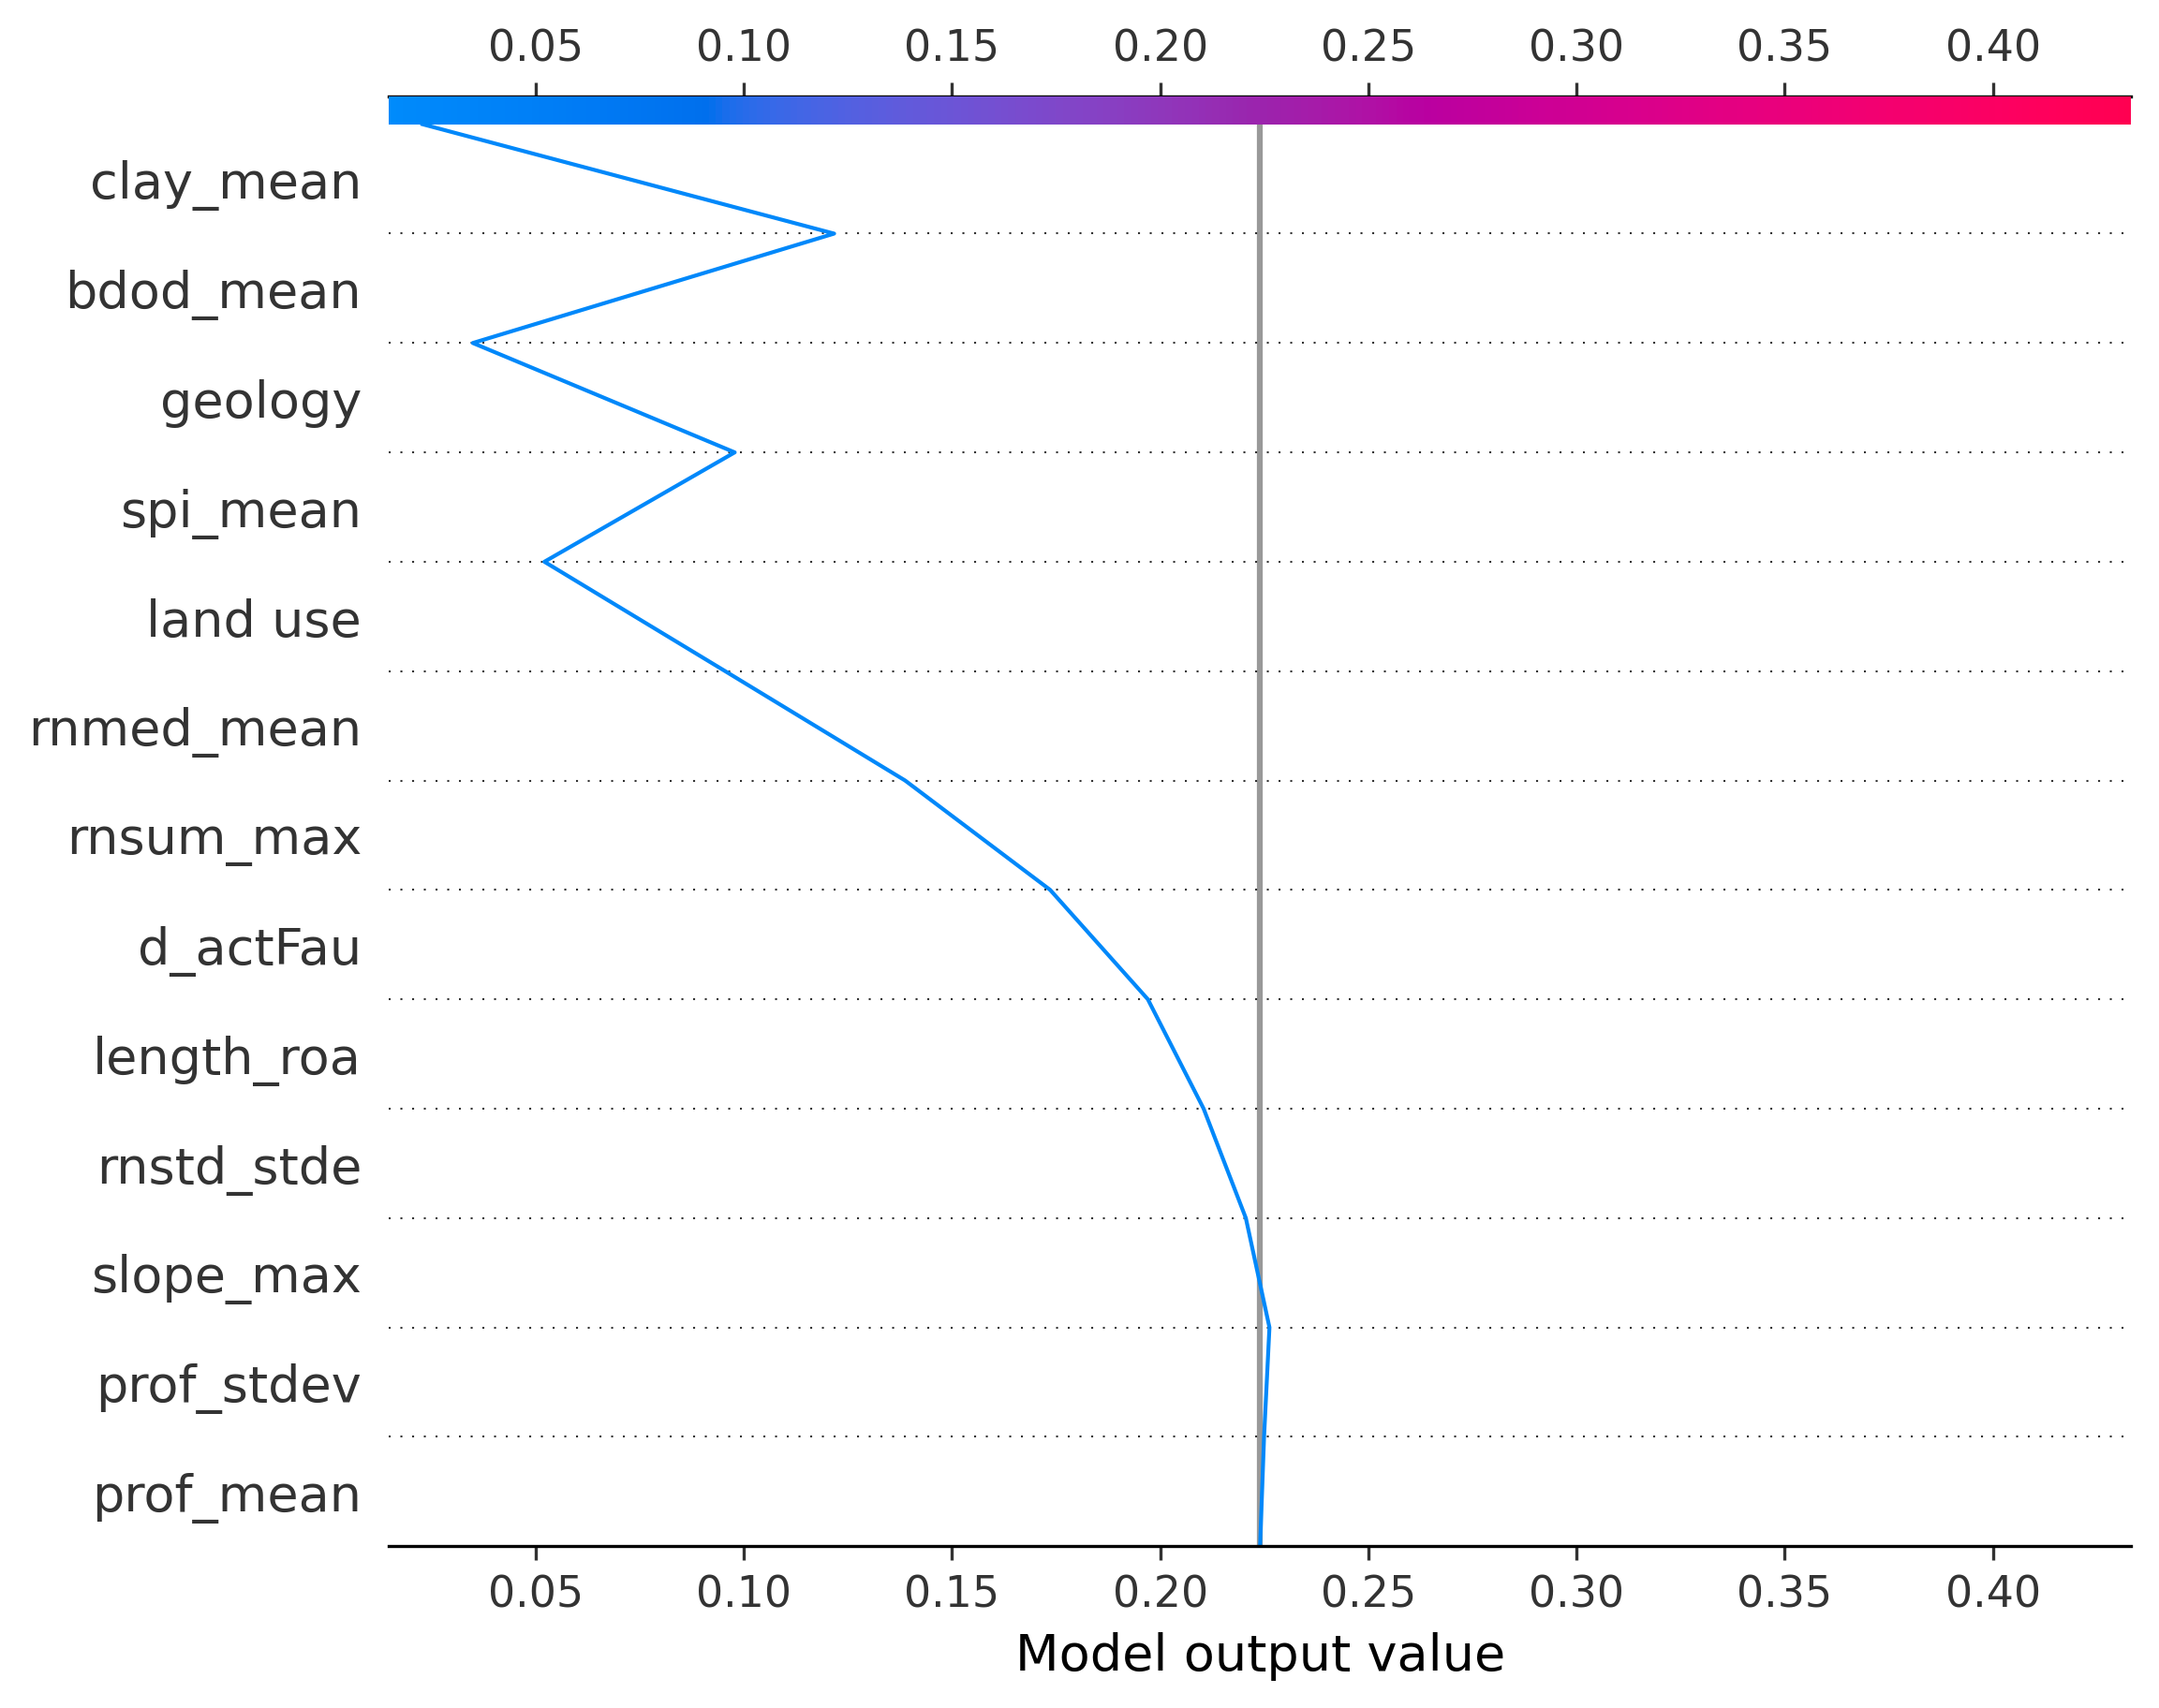 0.05 0.10 0.15 0.20 0.25 0.30 0.35 0.40
clay_mean
bdod_mean
geology
spi_mean
land use
rnmed_mean
rnsum_max
d_actFau
length_roa
rnstd_stde
slope_max
prof_stdev
prof_mean
0.05 0.10 0.15 0.20 0.25 0.30 0.35 0.40
Model output value